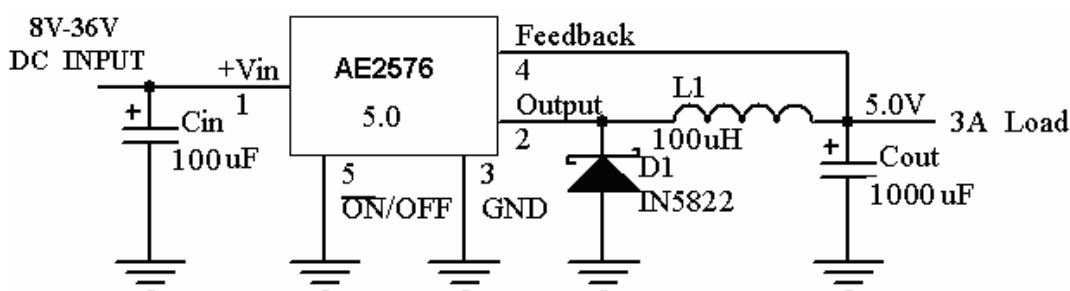 8V-36V
DC INPUT
+Vin
1
+
Cin
100uF
AE2576
5.0
Feedback
4
Output
2
5
ON/OFF
3
GND
L1
100uH
D1
IN5822
5.0V
3A Load
+
Cout
1000 uF